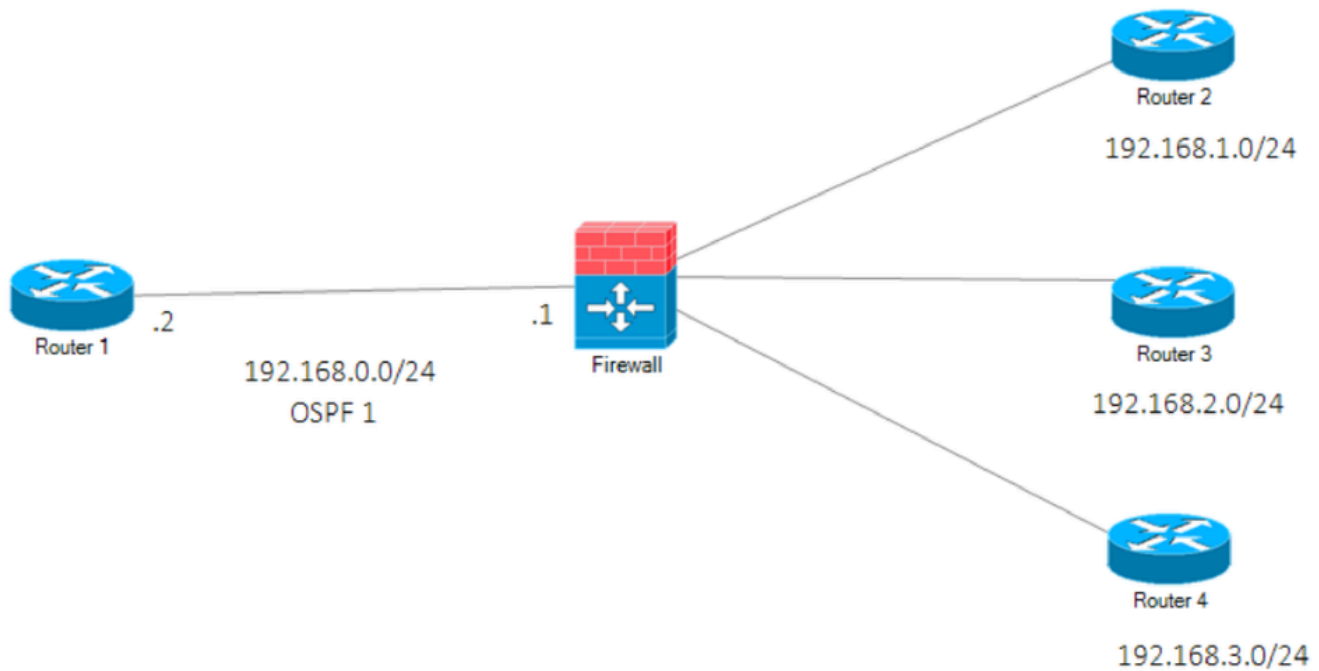 Router 2
192.168.1.0/24
Router 1
.2
192.168.0.0/24
OSPF 1
.1
Firewall
Router 3
192.168.2.0/24
Router 4
192.168.3.0/24